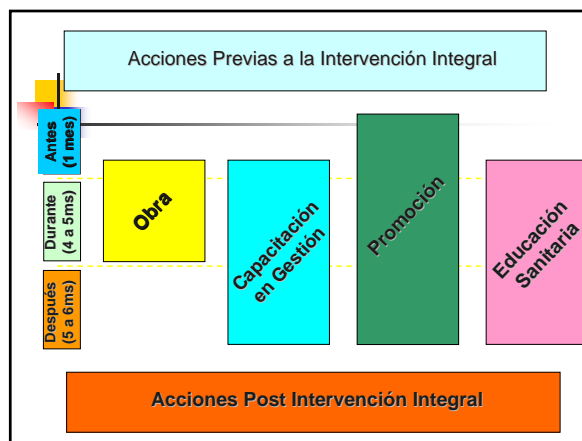 Acciones Previas a la Intervención Integral
Antes
(1 mes)
Durante
(4 a 5ms)
Después
(5 a 6ms)
Obra
Capacitación
en Gestión
Promoción
Educación
Sanitaria
Acciones Post Intervención Integral